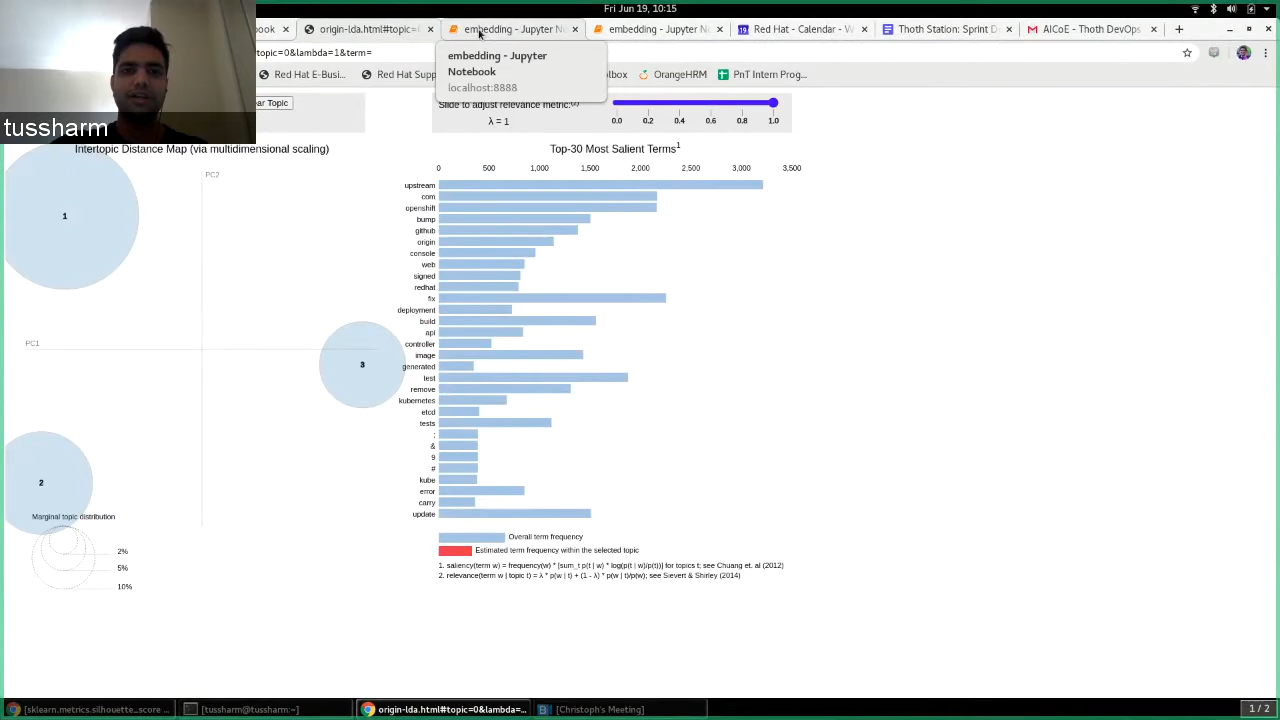 Fri Jun 19, 10:15
ebook
origin-lda.html#topic=0
embedding - Jupyter No
embedding - Jupyter No
Red Hat - Calendar - W
Thoth Station: Sprint D
AICoE - Thoth DevOps
topic=0&lambda=1&term=
Red Hat E-Busi...
Red Hat Supp
embedding - Jupyter
Notebook
localhost:8888
lbox
OrangeHRM
PnT Intern Prog...
ear Topic
Slide to adjust relevance metric:(2)
λ = 1
0.0 0.2 0.4 0.6 0.8 1.0
tussharm
Intertopic Distance Map (via multidimensional scaling)
PC2
1
PC1
3
2
Marginal topic distribution
2%
5%
10%
Top-30 Most Salient Terms1
0 500 1,000 1,500 2,000 2,500 3,000 3,500
upstream
com
openshift
bump
github
origin
console
web
signed
redhat
fix
deployment
build
api
controller
image
generated
test
remove
kubernetes
etcd
tests
;
&
9
#
kube
error
carry
update
Overall term frequency
Estimated term frequency within the selected topic
1. saliency(term w) = frequency(w) * [sum_t p(t | w) * log(p(t | w)/p(t))] for topics t; see Chuang et. al (2012)
2. relevance(term w | topic t) = λ * p(w | t) + (1 - λ) * p(w | t)/p(w); see Sievert & Shirley (2014)
[sklearn.metrics.silhouette_score ...
[tussharm@tussharm:~]
origin-lda.html#topic=0&lambda=...
[Christoph's Meeting]
1 / 2